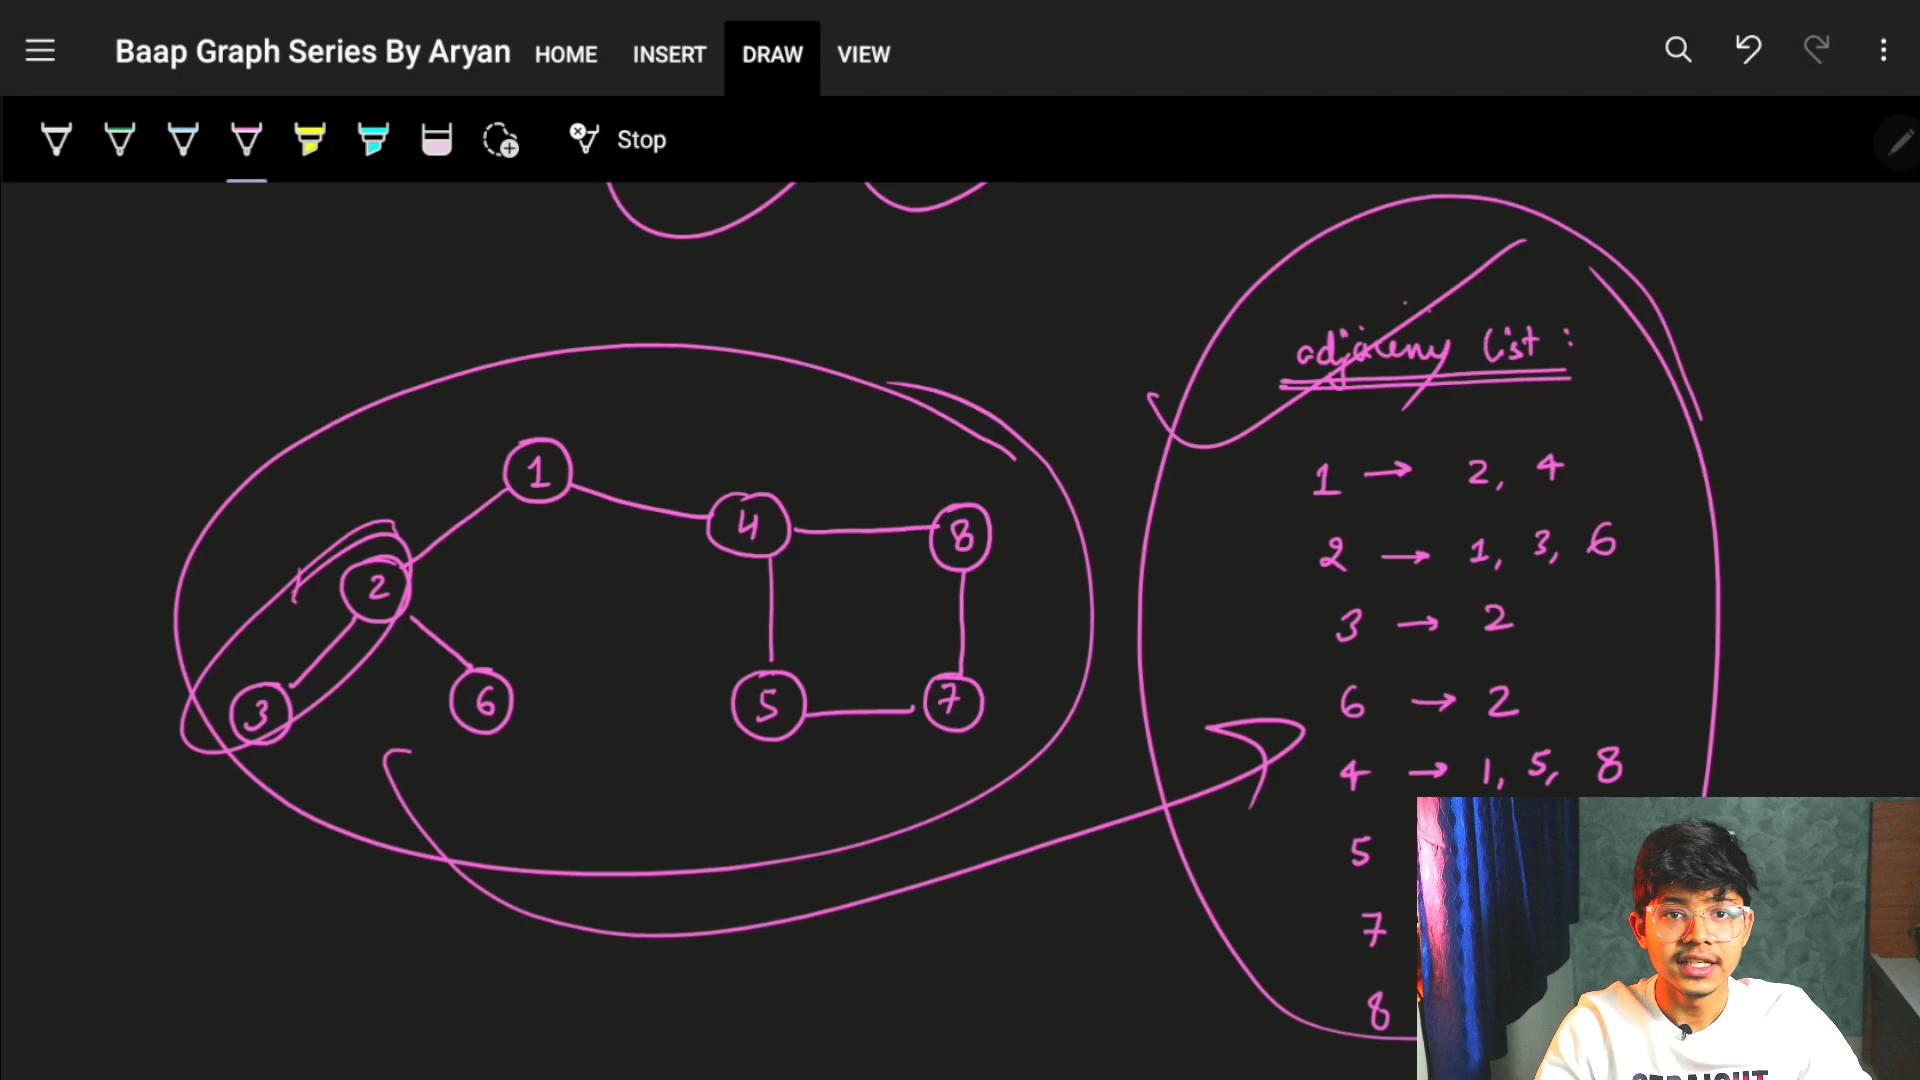 Baap Graph Series By Aryan HOME INSERT DRAW VIEW
Stop
adjaceny list :
1 → 2, 4
2 → 1, 3, 6
3 → 2
6 → 2
4 → 1, 5, 8
5
7
8
1
4
8
2
3
6
5
7